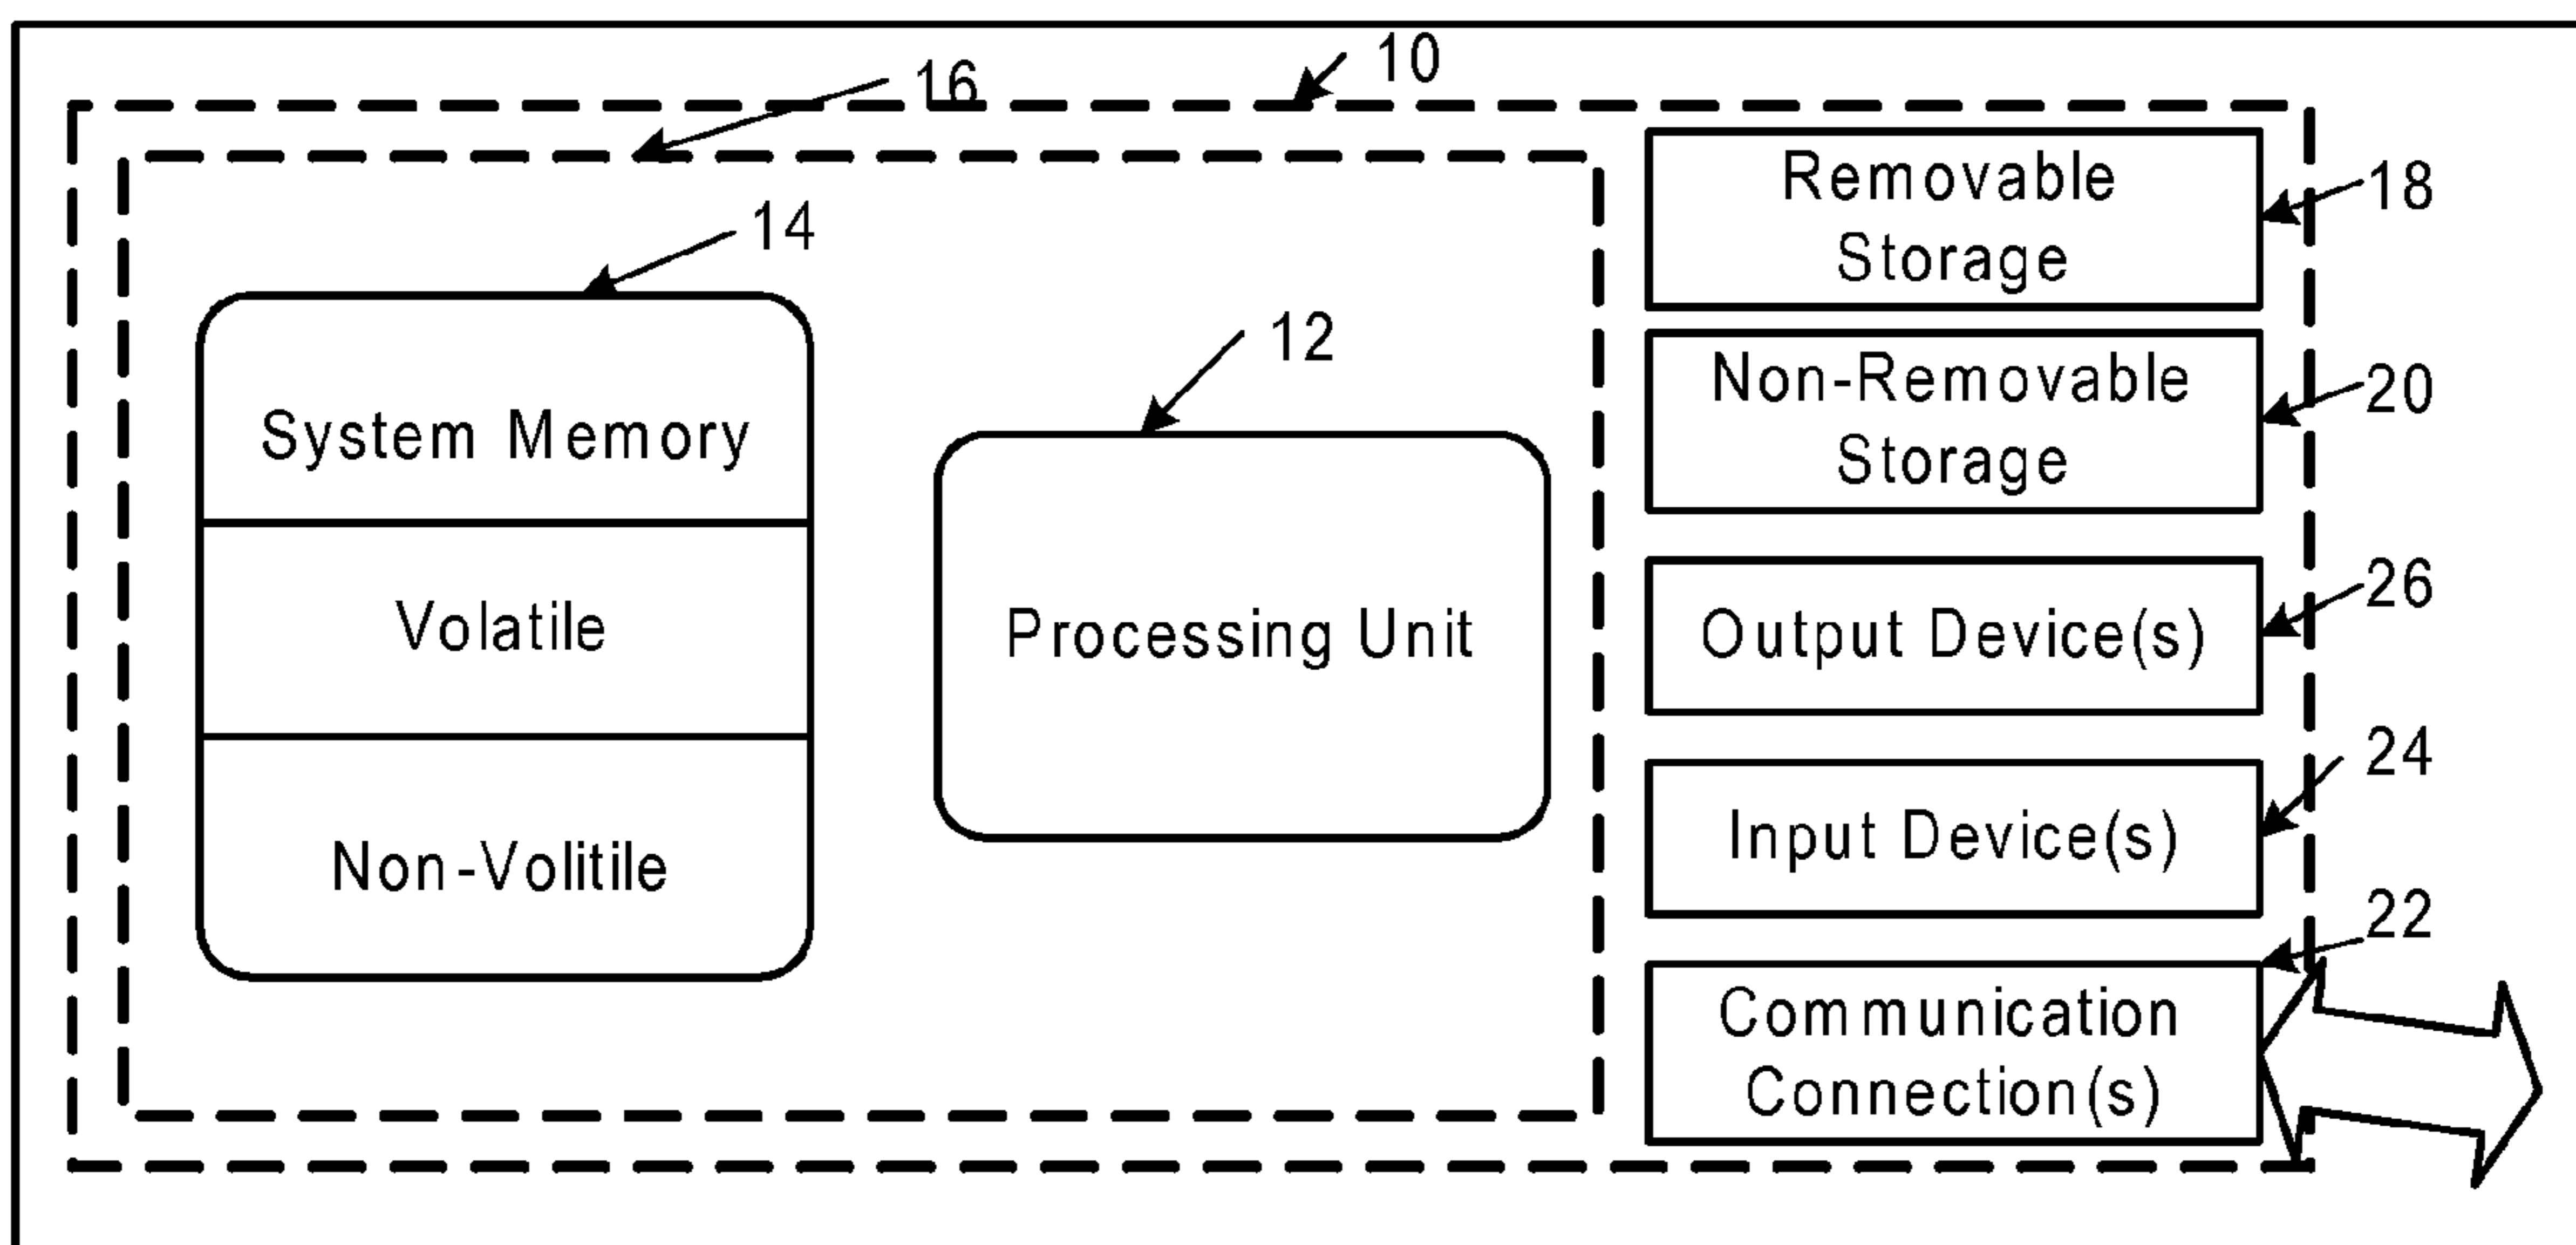 10
16
14
12
System Memory
Volatile
Non-Volitile
Processing Unit
Removable
Storage
18
Non-Removable
Storage
20
Output Device(s)
26
Input Device(s)
24
Communication
Connection(s)
22